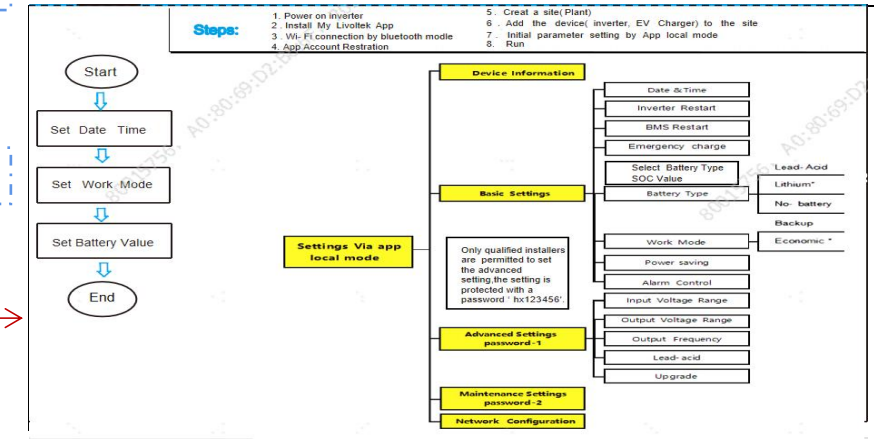 Steps:
1. Power on inverter
2 . Install My Livoltek App
3 . Wi- Fi connection by bluetooth modle
4. App Account Restration
5 . Creat a site( Plant)
6 . Add the device( inverter, EV Charger) to the site
7 . Initial parameter setting by App local mode
8. Run
Start
Set Date Time
Set Work Mode
Set Battery Value
End
Settings Via app
local mode
Device Information
Basic Settings
Only qualified installers
are permitted to set
the advanced
setting,the setting is
protected with a
password ' hx123456'.
Advanced Settings
password-1
Maintenance Settings
password-2
Network Configuration
Date &Time
Inverter Restart
BMS Restart
Emergency charge
Select Battery Type
SOC Value
Battery Type
Lead- Acid
Lithium*
No- battery
Backup
Work Mode
Economic *
Power saving
Alarm Control
Input Voltage Range
Output Voltage Range
Output Frequency
Lead- acid
Upgrade